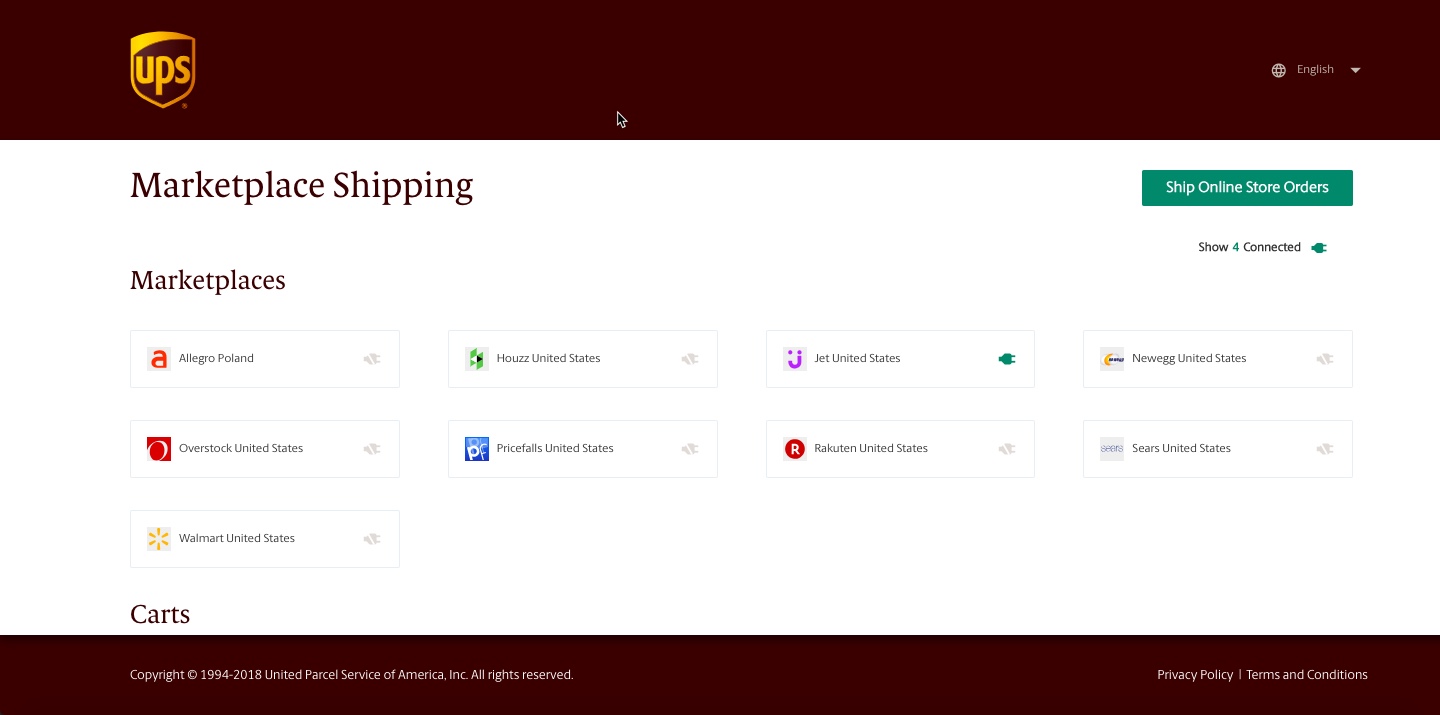 ups
English
Marketplace Shipping
Ship Online Store Orders
Show 4 Connected
Marketplaces
Allegro Poland
Houzz United States
Jet United States
Newegg United States
Overstock United States
Pricefalls United States
Rakuten United States
Sears United States
Walmart United States
Carts
Copyright © 1994-2018 United Parcel Service of America, Inc. All rights reserved.
Privacy Policy | Terms and Conditions